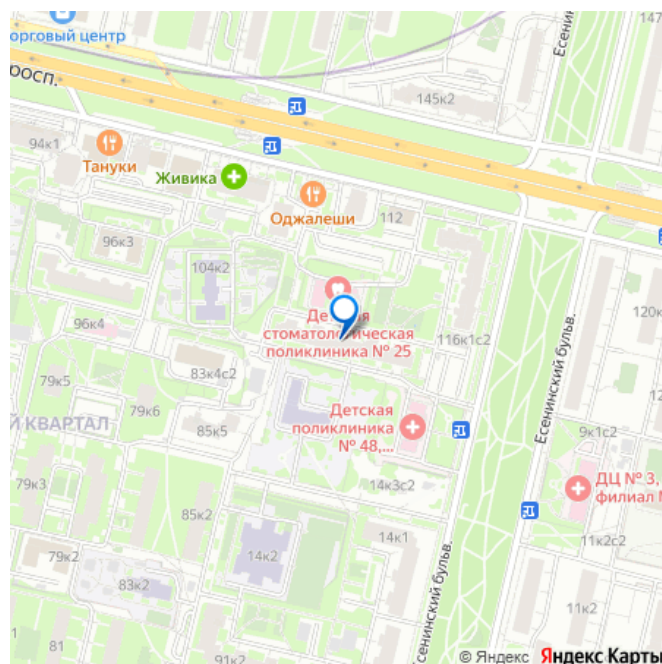 орговый центр
ООСП.
Есенин
147
145к2
94к1
Тануки
Живика
Оджалеши
112
96к3
104к2
Детская
стоматологическая
поликлиника № 25
116к1с2
Есенинский бульв.
120к
96к4
83к4с2
79к5
79к6
Й КВАРТАЛ
85к5
Детская
поликлиника
№ 48,...
9к1с2
ДЦ № 3,
филиал М
79к3
85к2
14к3с2
11к2с2
14к1
79к2
83к2
14к2
сенинский бульв.
11к2
81
91к2
© Яндекс Яндекс Карты